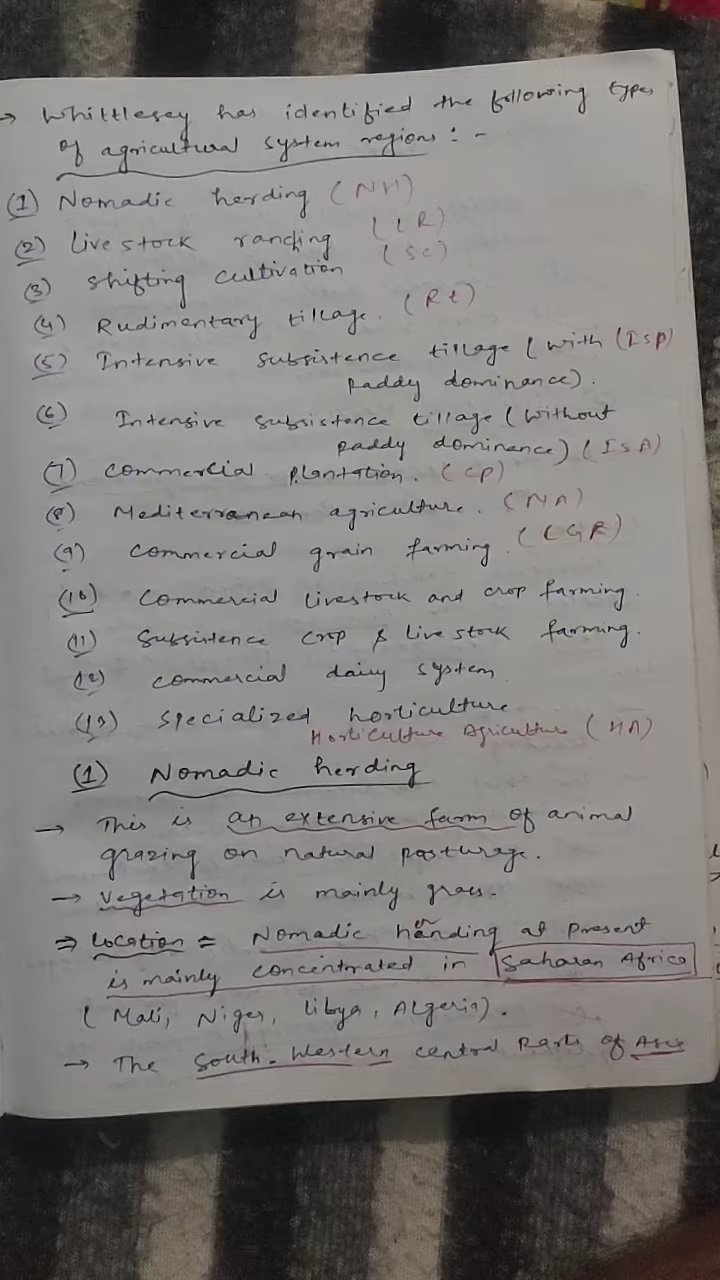 → Whittlesey has identified the following types
of agricultural system regions : -
(1) Nomadic herding (NH)
(2) Livestock ranching (LR)
(3) Shifting cultivation (SC)
(4) Rudimentary tillage. (Rt)
(5) Intensive subsistence tillage (with (ISP)
Paddy dominance).
(6) Intensive subsistence tillage (without
Paddy dominance) (ISA)
(7) Commercial Plantation. (CP)
(8) Mediterranean agriculture. (NA)
(9) Commercial grain farming. (CGR)
(10) Commercial livestock and crop farming.
(11) Subsistence crop & live stock farming.
(12) Commercial dairy system
(13) Specialized horticulture
Horticulture Agriculture (HA)
(1) Nomadic herding
→ This is an extensive form of animal
grazing on natural pasturage.
→ Vegetation is mainly grass.
⇒ Location = Nomadic herding at present
is mainly concentrated in Saharan Africa
(Mali, Niger, Libya, Algeria).
→ The South-Western central Parts of Asia